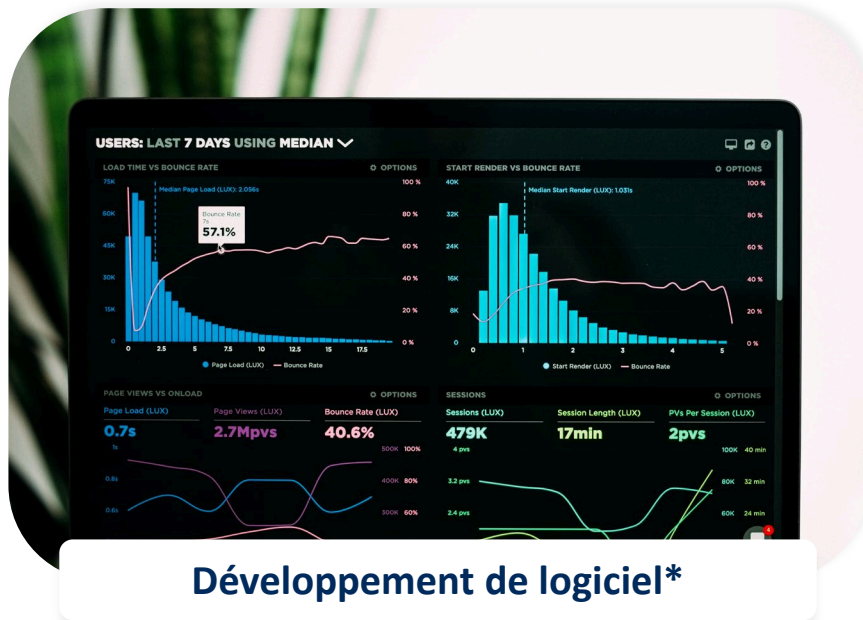 USERS: LAST 7 DAYS USING MEDIAN
LOAD TIME VS BOUNCE RATE
OPTIONS
75K
60K
45K
30K
15K
0
100 %
80 %
60 %
40 %
20 %
0 %
Median Page Load (LUX): 2.056s
Bounce Rate
7s
57.1%
0 2.5 5 7.5 10 12.5 15 17.5
Page Load (LUX) Bounce Rate
START RENDER VS BOUNCE RATE
OPTIONS
40K
32K
24K
16K
8K
0
100 %
80 %
60 %
40 %
20 %
0 %
Median Start Render (LUX): 1.031s
0 1 2 3 4 5
Start Render (LUX) Bounce Rate
PAGE VIEWS VS ONLOAD
OPTIONS
Page Load (LUX) Page Views (LUX) Bounce Rate (LUX)
0.7s 2.7Mpvs 40.6%
1s
0.8s
0.6s
500K 100%
400K 80%
300K 60%
SESSIONS
OPTIONS
Sessions (LUX) Session Length (LUX) PVs Per Session (LUX)
479K 17min 2pvs
4 pvs
3.2 pvs
2.4 pvs
100K 40 min
80K 32 min
60K 24 min
4
Développement de logiciel*